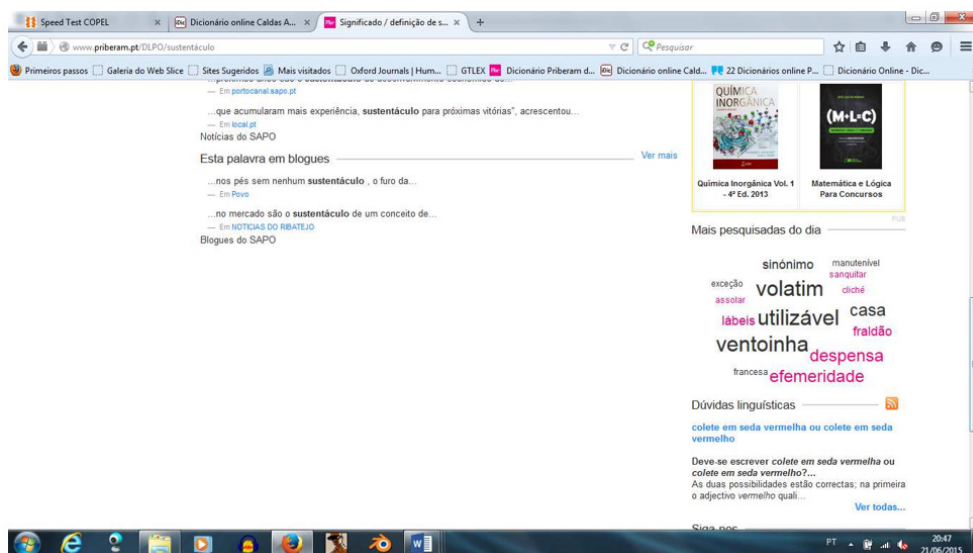 Speed Test COPEL
Dicionário online Caldas A...
Significado / definição de s...
www.priberam.pt/DLPO/sustentáculo
Pesquisar
Primeiros passos
Galeria do Web Slice
Sites Sugeridos
Mais visitados
Oxford Journals | Hum...
GTLEX
Dicionário Priberam d...
Dicionário online Cald...
22 Dicionários online P...
Dicionário Online - Dic...
— Em portocanal.sapo.pt
...que acumularam mais experiência, sustentáculo para próximas vitórias", acrescentou...
— Em local.pt
Notícias do SAPO
Esta palavra em blogues
Ver mais
...nos pés sem nenhum sustentáculo , o furo da...
— Em Povo
...no mercado são o sustentáculo de um conceito de...
— Em NOTICIAS DO RIBATEJO
Blogues do SAPO
QUÍMICA
INORGÂNICA
(M+L=C)
Química Inorgânica Vol. 1
- 4ª Ed. 2013
Matemática e Lógica
Para Concursos
PUB
Mais pesquisadas do dia
sinónimo
manutenível
sanquitar
exceção
volatim
cliché
assolar
lábeis
utilizável
casa
fraldão
ventoinha
despensa
francesa
efemeridade
Dúvidas linguísticas
colete em seda vermelha ou colete em seda
vermelho
Deve-se escrever colete em seda vermelha ou
colete em seda vermelho?...
As duas possibilidades estão correctas; na primeira
o adjectivo vermelho quali...
Ver todas...
Siga-nos
PT
20:47
21/06/2015